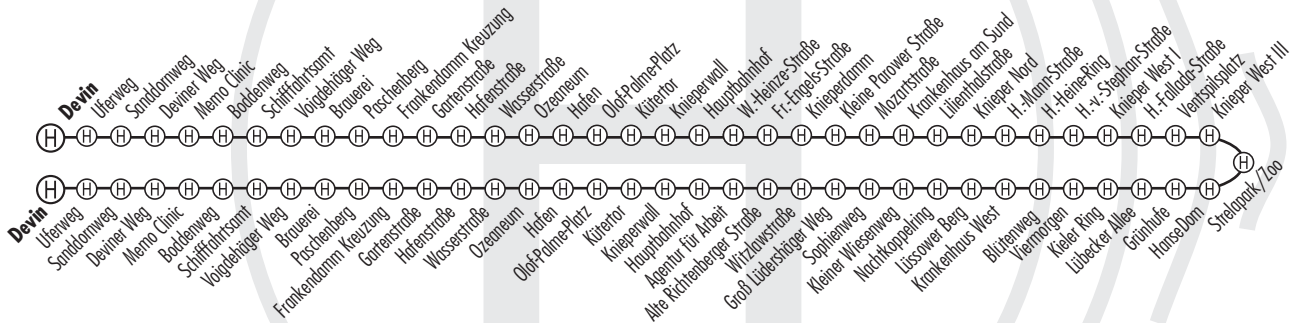 Devin
Uferweg
Sanddornweg
Deviner Weg
Memo Clinic
Boddenweg
Schifffahrtsamt
Voigdehäger Weg
Brauerei
Paschenberg
Frankendamm Kreuzung
Gartenstraße
Hafenstraße
Wasserstraße
Ozeaneum
Hafen
Olof-Palme-Platz
Kütertor
Knieperwall
Hauptbahnhof
W.-Heinze-Straße
Fr.-Engels-Straße
Knieperdamm
Kleine Parower Straße
Mozartstraße
Krankenhaus am Sund
Lilienthalstraße
Knieper Nord
H.-Mann-Straße
H.-Heine-Ring
H.-v.-Stephan-Straße
Knieper West I
H.-Fallada-Straße
Ventspilsplatz
Knieper West III
H H H H H H H H H H H H H H H H H H H H H H H H H H H H H H H H H H H
H
Strelapark/Zoo
H H H H H H H H H H H H H H H H H H H H H H H H H H H H H H H H H H H
Devin
Uferweg
Sanddornweg
Deviner Weg
Memo Clinic
Boddenweg
Schifffahrtsamt
Voigdehäger Weg
Brauerei
Paschenberg
Frankendamm Kreuzung
Gartenstraße
Hafenstraße
Wasserstraße
Ozeaneum
Hafen
Olof-Palme-Platz
Kütertor
Knieperwall
Hauptbahnhof
Agentur für Arbeit
Alte Richtenberger Straße
Witzlawstraße
Groß Lüdershäger Weg
Sophienweg
Kleiner Wiesenweg
Nachtkoppelring
Lüssower Berg
Krankenhaus West
Blütenweg
Viermorgen
Kieler Ring
Lübecker Allee
Grünhufe
HanseDom